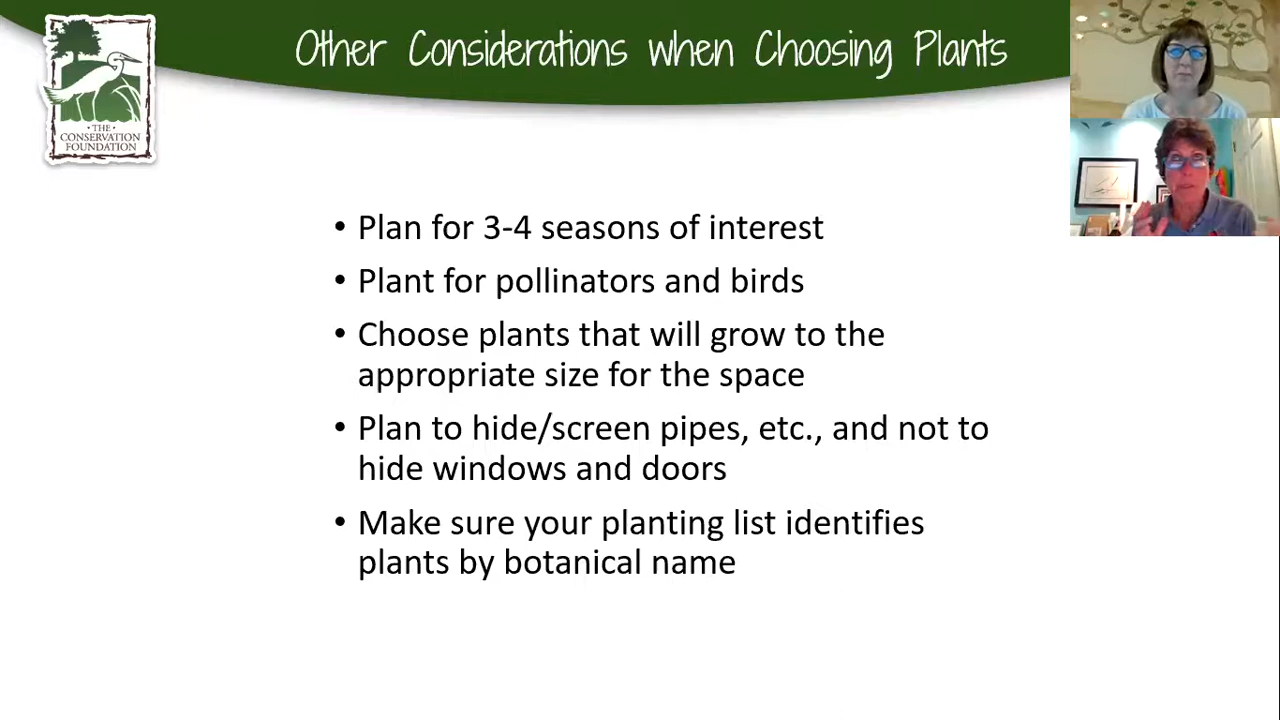 Other Considerations when Choosing Plants
• THE •
CONSERVATION
FOUNDATION
• Plan for 3-4 seasons of interest
• Plant for pollinators and birds
• Choose plants that will grow to the
appropriate size for the space
• Plan to hide/screen pipes, etc., and not to
hide windows and doors
• Make sure your planting list identifies
plants by botanical name